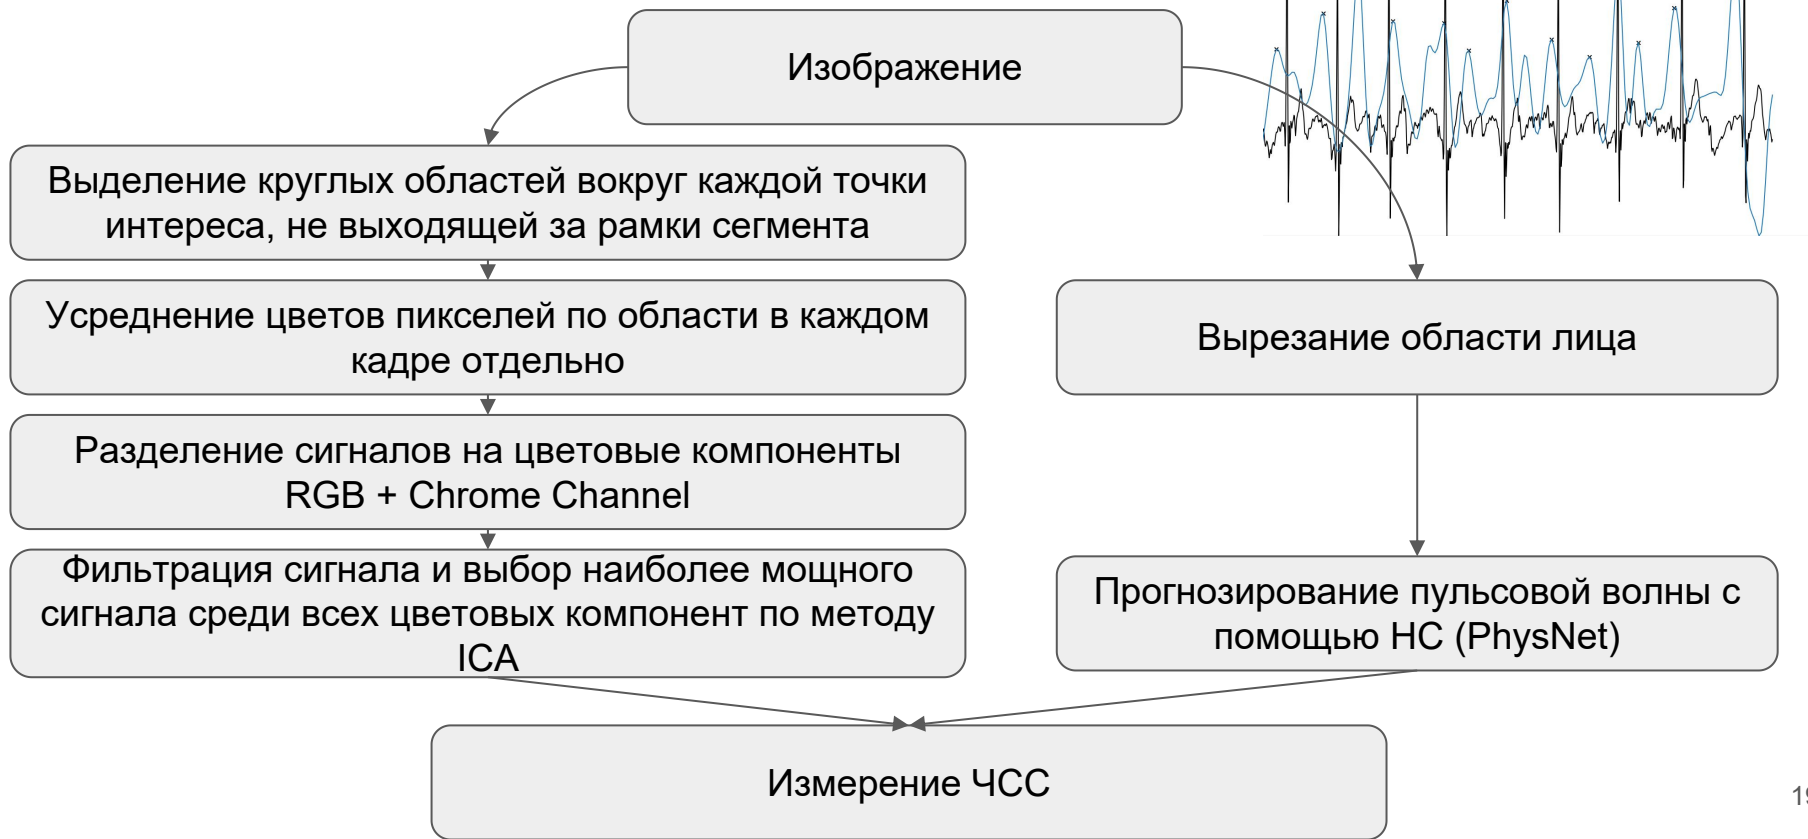 Изображение
Выделение круглых областей вокруг каждой точки
интереса, не выходящей за рамки сегмента
Усреднение цветов пикселей по области в каждом
кадре отдельно
Разделение сигналов на цветовые компоненты
RGB + Chrome Channel
Фильтрация сигнала и выбор наиболее мощного
сигнала среди всех цветовых компонент по методу
ICA
Вырезание области лица
Прогнозирование пульсовой волны с
помощью НС (PhysNet)
Измерение ЧСС
19